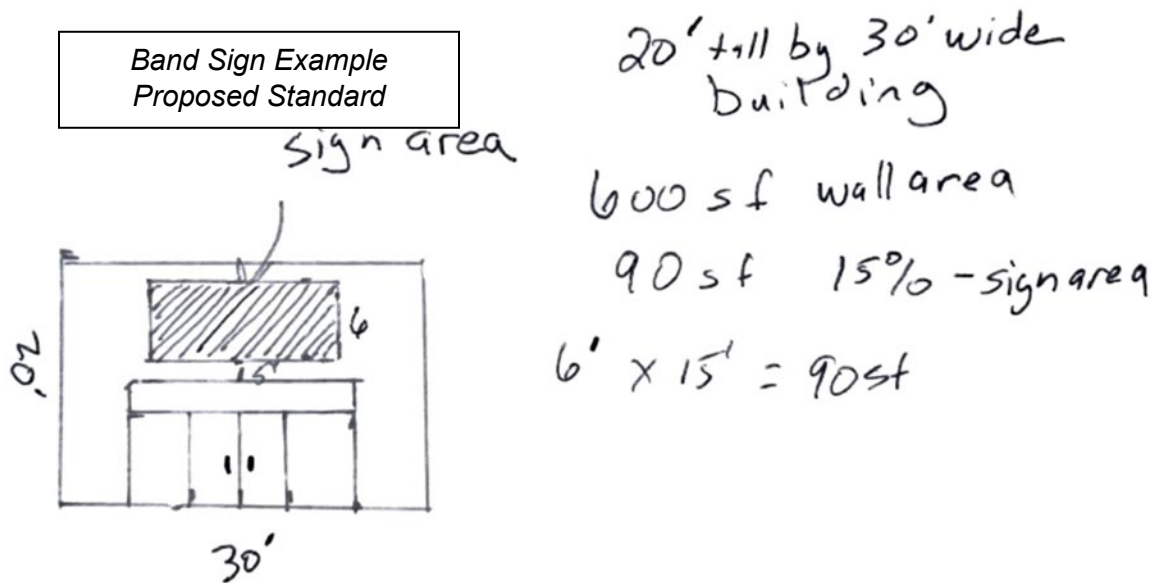 Band Sign Example
Proposed Standard
sign area
20' tall by 30' wide
building
600 sf wall area
90 sf 15% - sign area
6' x 15' = 90sf
6
15'
20'
30'